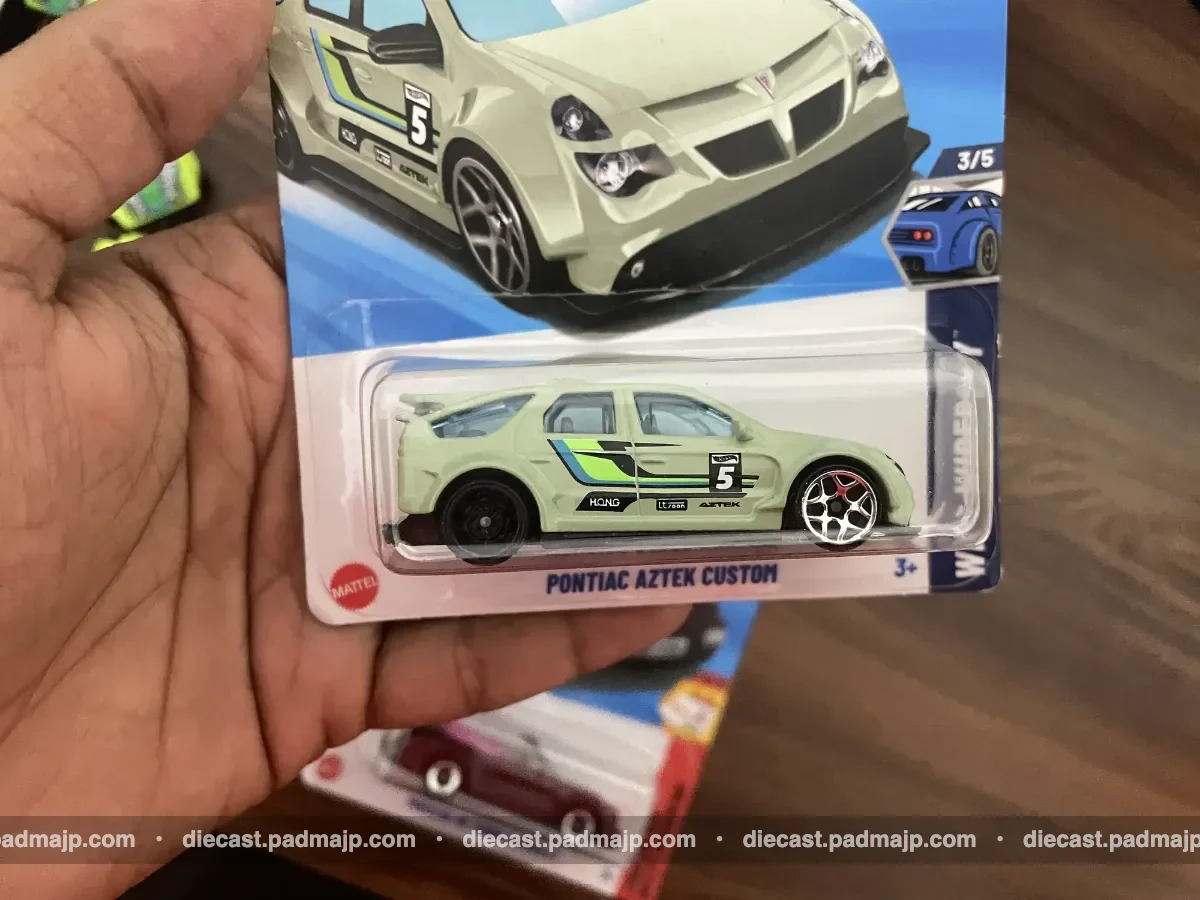 5
HONG
AZTEK
3/5
5
HONG
AZTEK
MATTEL
PONTIAC AZTEK CUSTOM
3+
padmajp.com • diecast.padmajp.com • diecast.padmajp.com • diecast.padmajp.com • diecast.padmajp